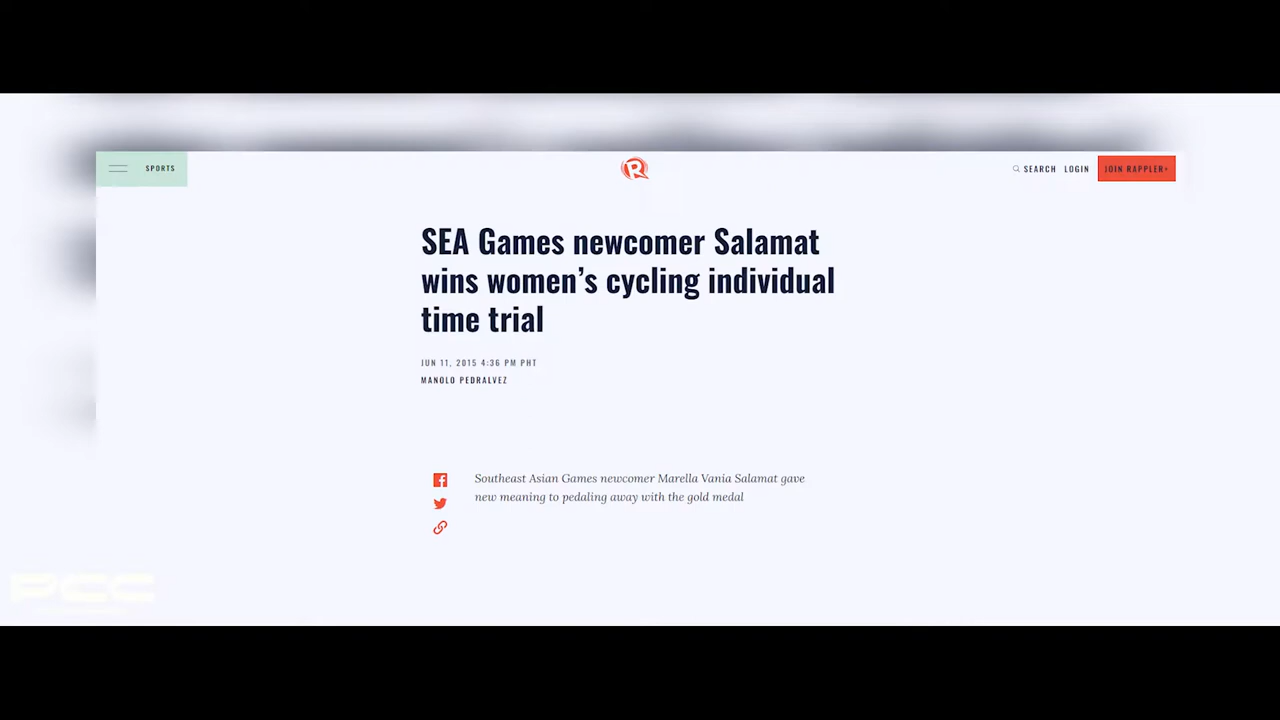 SPORTS
R
SEARCH LOGIN JOIN RAPPLER+
SEA Games newcomer Salamat
wins women's cycling individual
time trial
JUN 11, 2015 4:36 PM PHT
MANOLO PEDRALVEZ
Southeast Asian Games newcomer Marella Vania Salamat gave
new meaning to pedaling away with the gold medal
PCC